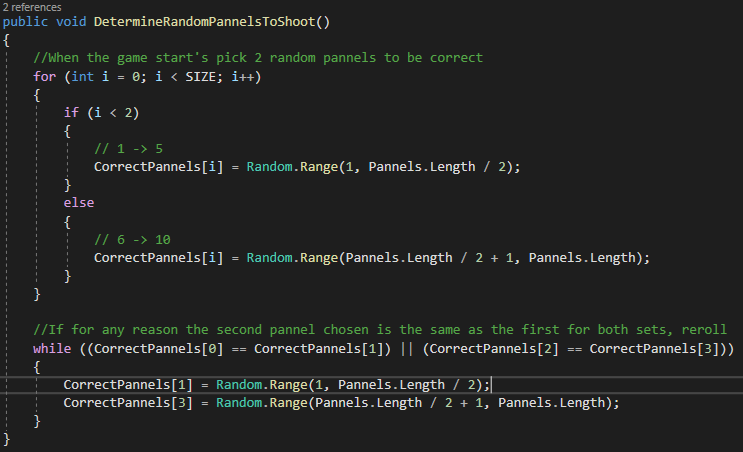 2 references
public void DetermineRandomPannelsToShoot()
{
    //When the game start's pick 2 random pannels to be correct
    for (int i = 0; i < SIZE; i++)
    {
        if (i < 2)
        {
            // 1 -> 5
            CorrectPannels[i] = Random.Range(1, Pannels.Length / 2);
        }
        else
        {
            // 6 -> 10
            CorrectPannels[i] = Random.Range(Pannels.Length / 2 + 1, Pannels.Length);
        }
    }

    //If for any reason the second pannel chosen is the same as the first for both sets, reroll
    while ((CorrectPannels[0] == CorrectPannels[1]) || (CorrectPannels[2] == CorrectPannels[3]))
    {
        CorrectPannels[1] = Random.Range(1, Pannels.Length / 2);
        CorrectPannels[3] = Random.Range(Pannels.Length / 2 + 1, Pannels.Length);
    }
}